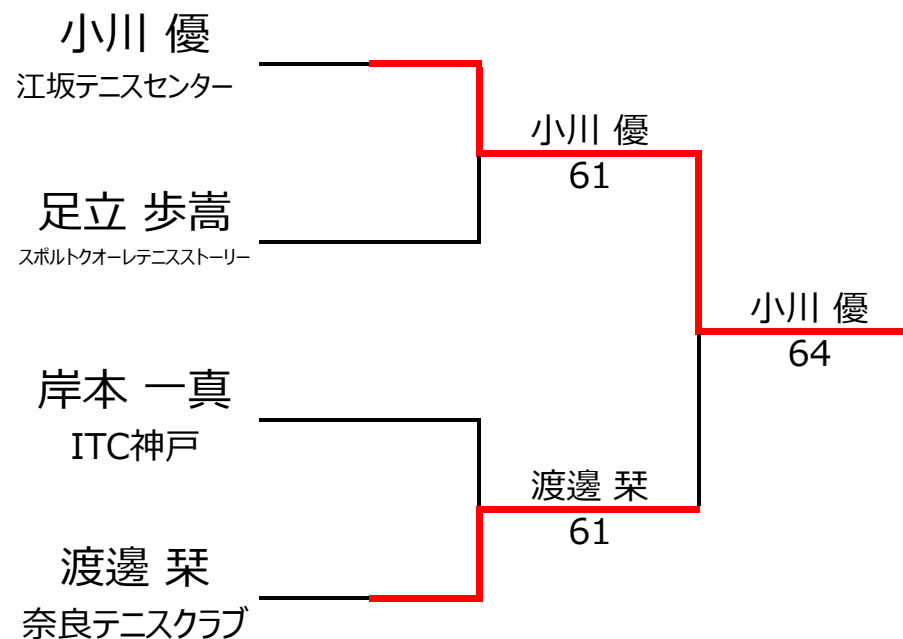 小川 優
江坂テニスセンター
小川 優
61
足立 歩嵩
スポルトクオーレテニスストーリー
小川 優
64
岸本 一真
ITC神戸
渡邊 栞
61
渡邊 栞
奈良テニスクラブ